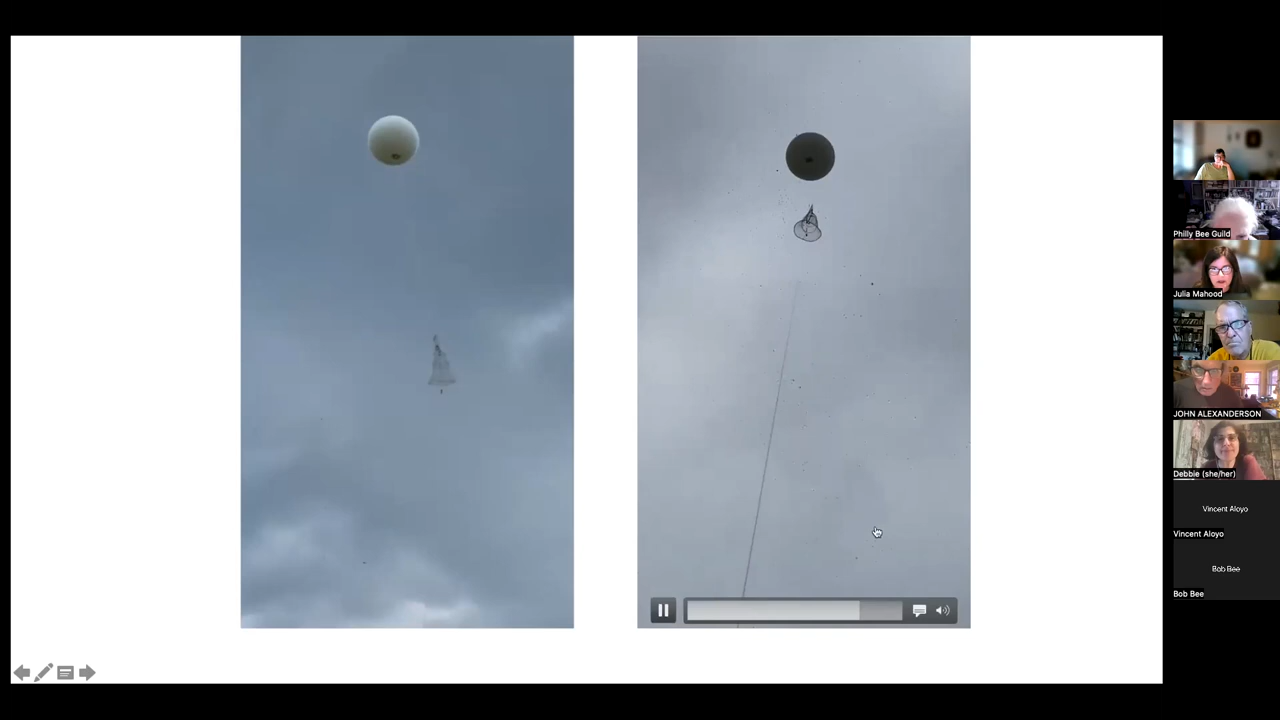 Philly Bee Guild
Julia Mahood
JOHN ALEXANDERSON
Debbie (she/her)
Vincent Aloyo
Vincent Aloyo
Bob Bee
Bob Bee